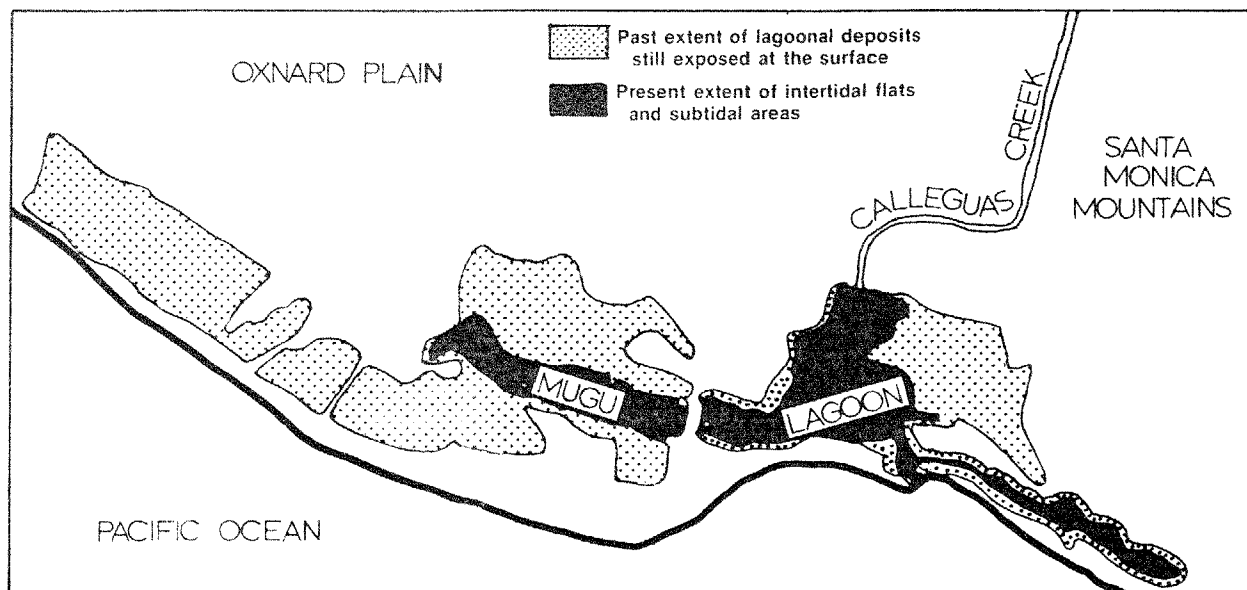 Past extent of lagoonal deposits
still exposed at the surface
OXNARD PLAIN
Present extent of intertidal flats
and subtidal areas
CREEK
CALLEGUAS
SANTA
MONICA
MOUNTAINS
MUGU
LAGOON
PACIFIC OCEAN